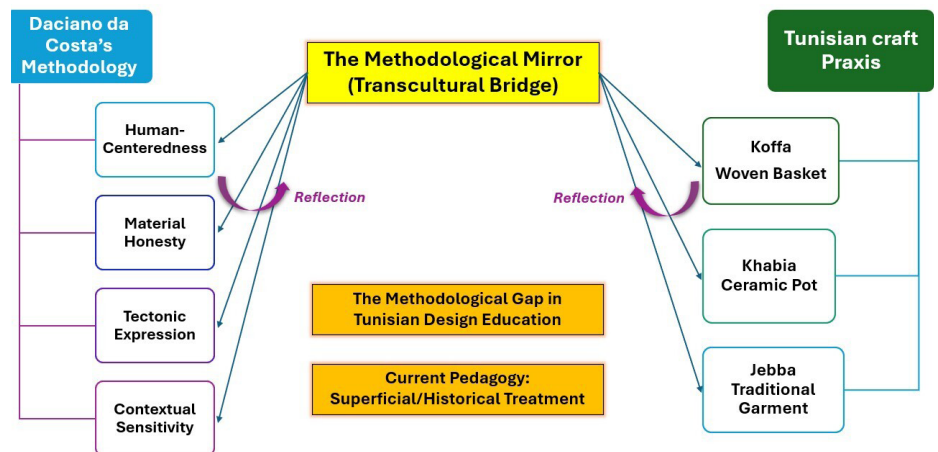 Daciano da
Costa's
Methodology
The Methodological Mirror
(Transcultural Bridge)
Tunisian craft
Praxis
Human-
Centeredness
Material
Honesty
Tectonic
Expression
Contextual
Sensitivity
Reflection
Reflection
The Methodological Gap in
Tunisian Design Education
Current Pedagogy:
Superficial/Historical Treatment
Koffa
Woven Basket
Khabia
Ceramic Pot
Jebba
Traditional
Garment